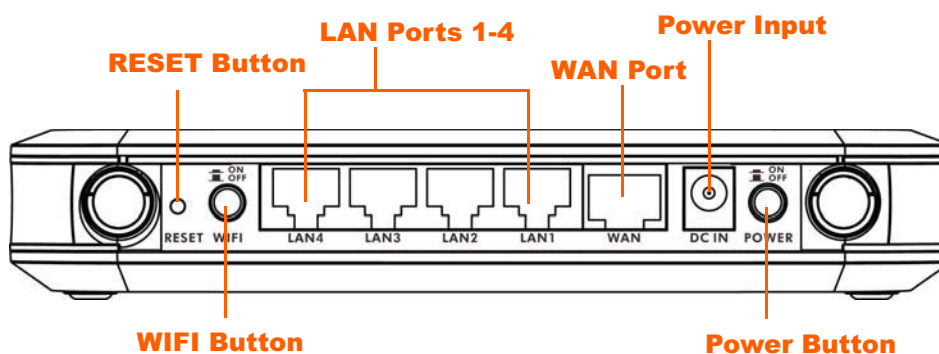 LAN Ports 1-4
Power Input
RESET Button
WAN Port
ON
OFF
ON
OFF
RESET WIFI
LAN4
LAN3
LAN2
LAN1
WAN
DC IN
POWER
WIFI Button
Power Button